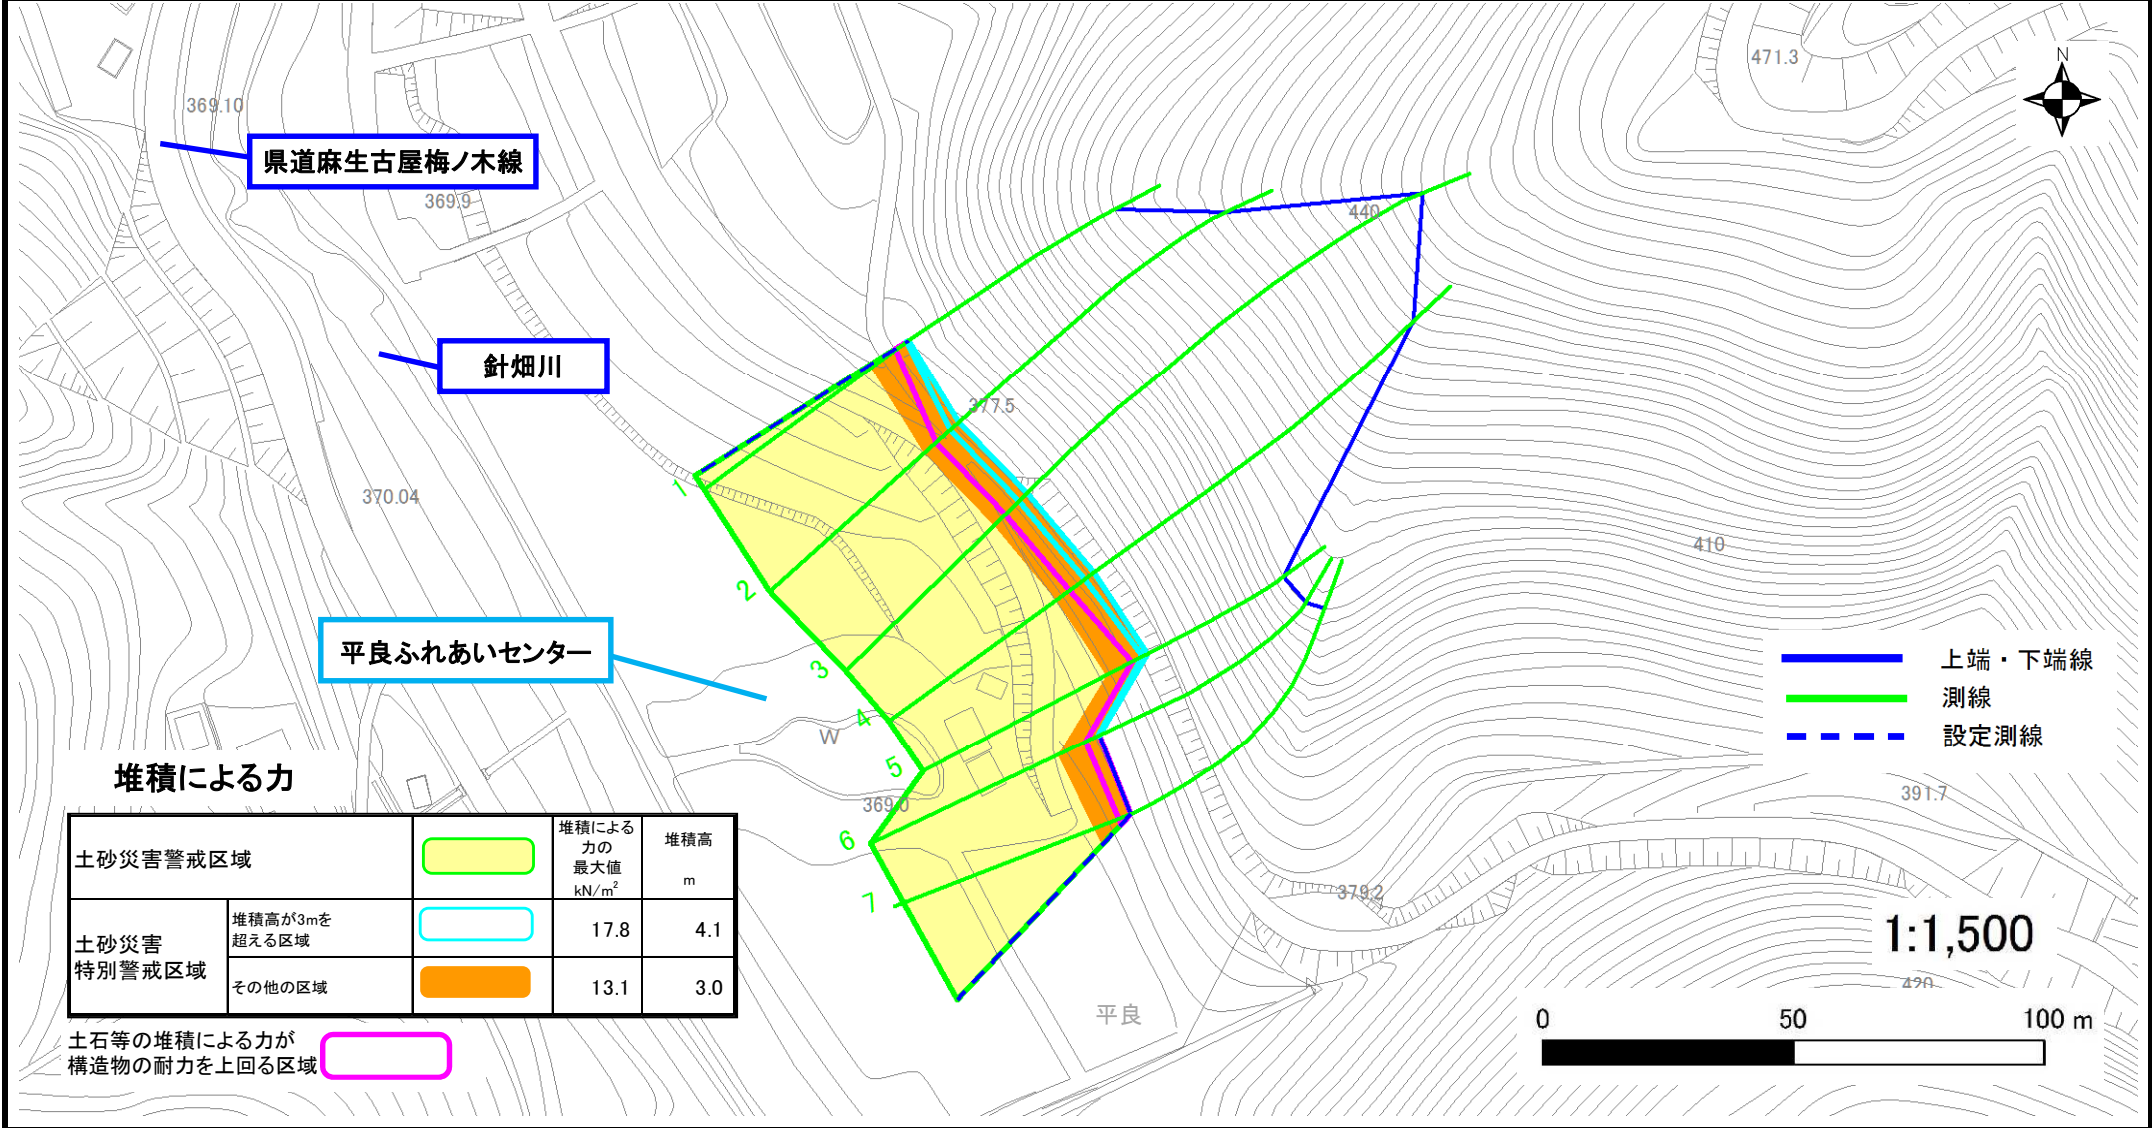 471.3
N
369.10
県道麻生古屋梅ノ木線
369.9
440
針畑川
377.5
1
370.04
410
2
平良ふれあいセンター
3
4
W
5
369.0
6
7
上端・下端線
測線
設定測線
391.7
379.2
1:1,500
420
平良
0 50 100 m
堆積による力
堆積による
力の
最大値
kN/m²
堆積高
m
土砂災害警戒区域
土砂災害
特別警戒区域
堆積高が3mを
超える区域
17.8 4.1
その他の区域
13.1 3.0
土石等の堆積による力が
構造物の耐力を上回る区域